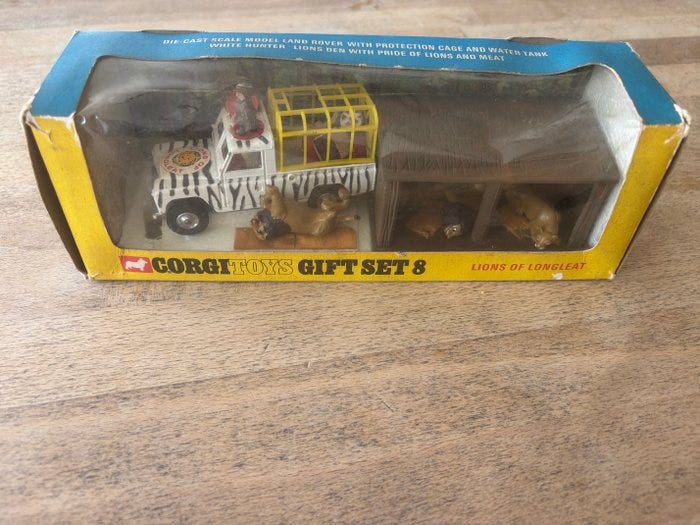 DIE-CAST SCALE MODEL LAND ROVER WITH PROTECTION CAGE AND WATER TANK
WHITE HUNTER LIONS DEN WITH PRIDE OF LIONS AND MEAT
CORGI TOYS GIFT SET 8
LIONS OF LONGLEAT